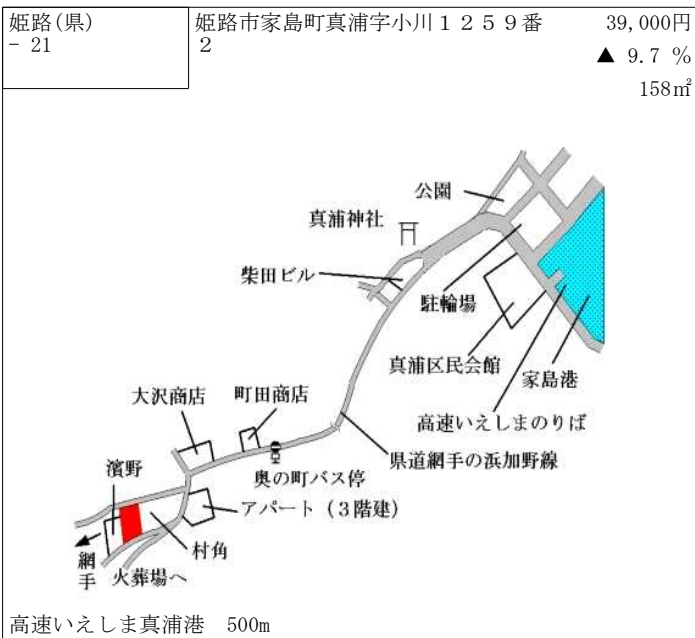 姫路(県)
- 21
姫路市家島町真浦字小川1259番
2
39,000円
▲ 9.7 %
158㎡
公園
真浦神社
柴田ビル
駐輪場
真浦区民会館
家島港
大沢商店
町田商店
高速いえしまのりば
県道網手の浜加野線
濱野
奥の町バス停
アパート(3階建)
村角
網手
火葬場へ
高速いえしま真浦港 500m